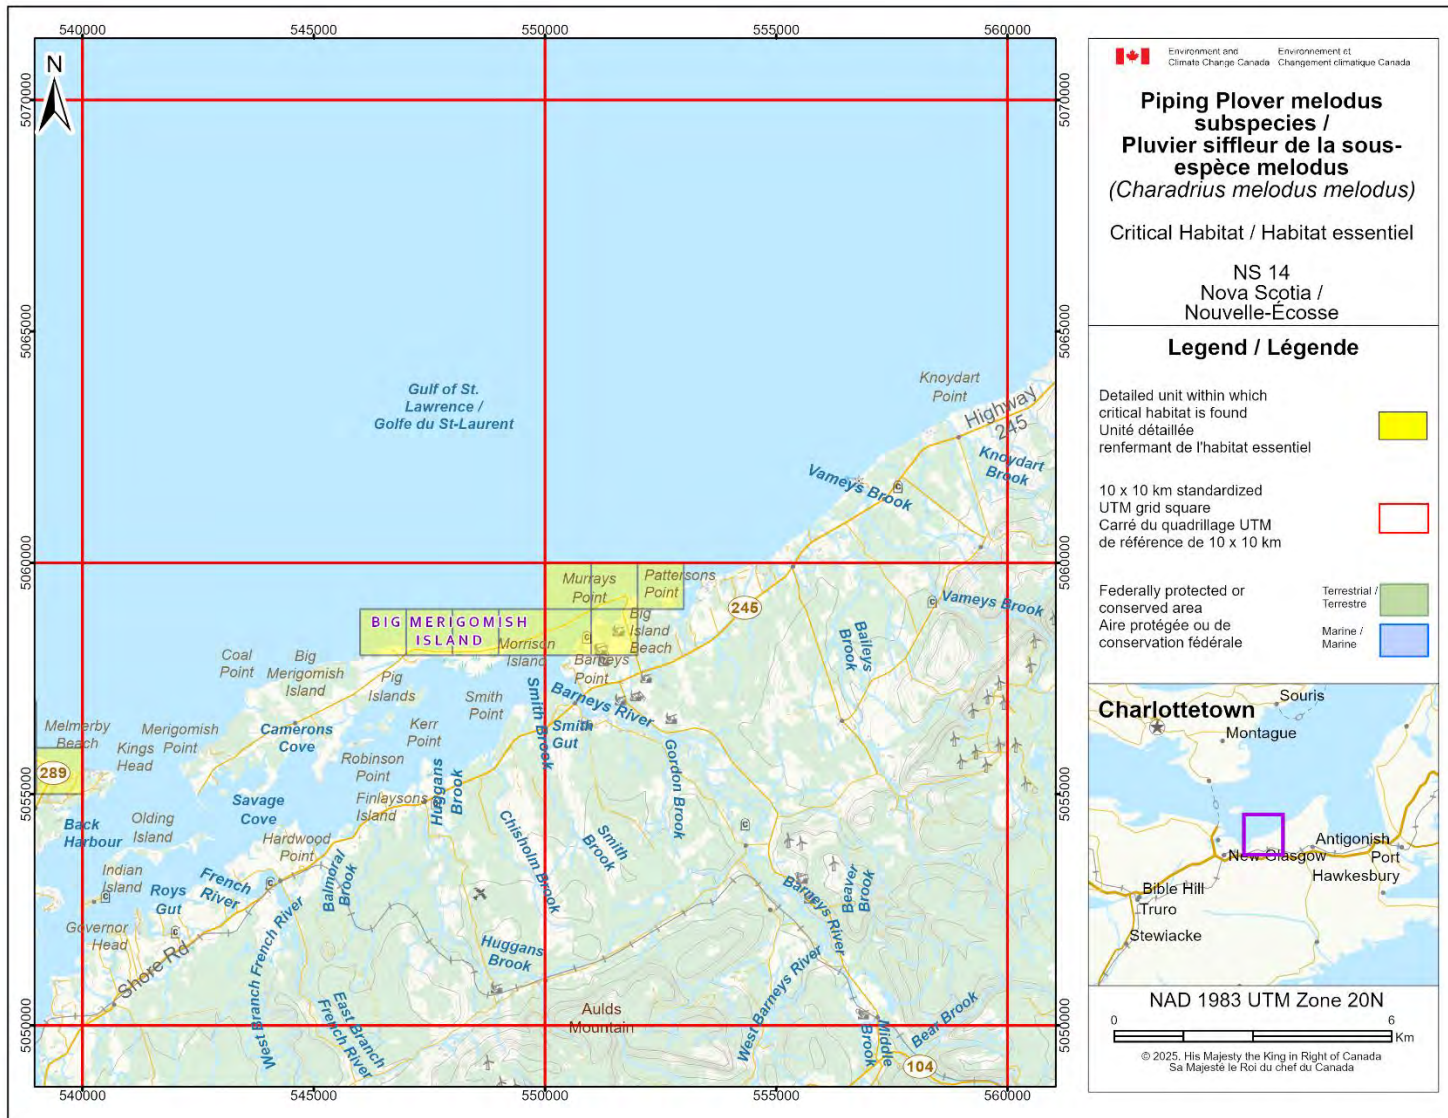 540000
545000
550000
555000
560000
N
5070000
5070000
5065000
5065000
Gulf of St.
Lawrence /
Golfe du St-Laurent
Knoydart
Point
Highway
245
Knoydart
Brook
Vameys Brook
5060000
5060000
Murrays
Point
Pattersons
Point
245
Vameys Brook
BIG MERIGOMISH
ISLAND
Big
Island
Beach
Morrison
Island
Baileys
Brook
Coal
Point
Big
Merigomish
Island
Pig
Islands
Barneys
Point
Smith
Point
Smith Brook
Barneys River
Melmerby
Beach
Merigomish
Point
Kings
Head
Camerons
Cove
Kerr
Point
Smith
Gut
289
Robinson
Point
Gordon Brook
Huggans
Brook
5055000
5055000
Savage
Cove
Finlaysons
Island
Back
Harbour
Olding
Island
Hardwood
Point
Chisholm Brook
Smith
Brook
Indian
Island
Roys
Gut
French
River
Balmoral
Brook
Barneys River
Beaver
Brook
Governor
Head
Shore Rd
West Branch French River
Huggans
Brook
East Branch
French River
Aulds
Mountain
West Barneys River
Bear Brook
Middle
Brook
5050000
5050000
104
540000
545000
550000
555000
560000
Environment and
Climate Change Canada
Environnement et
Changement climatique Canada
Piping Plover melodus
subspecies /
Pluvier siffleur de la sous-
espèce melodus
(Charadrius melodus melodus)
Critical Habitat / Habitat essentiel
NS 14
Nova Scotia /
Nouvelle-Écosse
Legend / Légende
Detailed unit within which
critical habitat is found
Unité détaillée
renfermant de l'habitat essentiel
10 x 10 km standardized
UTM grid square
Carré du quadrillage UTM
de référence de 10 x 10 km
Federally protected or
conserved area
Aire protégée ou de
conservation fédérale
Terrestrial /
Terrestre
Marine /
Marine
Souris
Charlottetown
Montague
Antigonish
New Glasgow
Port
Hawkesbury
Bible Hill
Truro
Stewiacke
NAD 1983 UTM Zone 20N
0
6
Km
© 2025. His Majesty the King in Right of Canada
Sa Majesté le Roi du chef du Canada